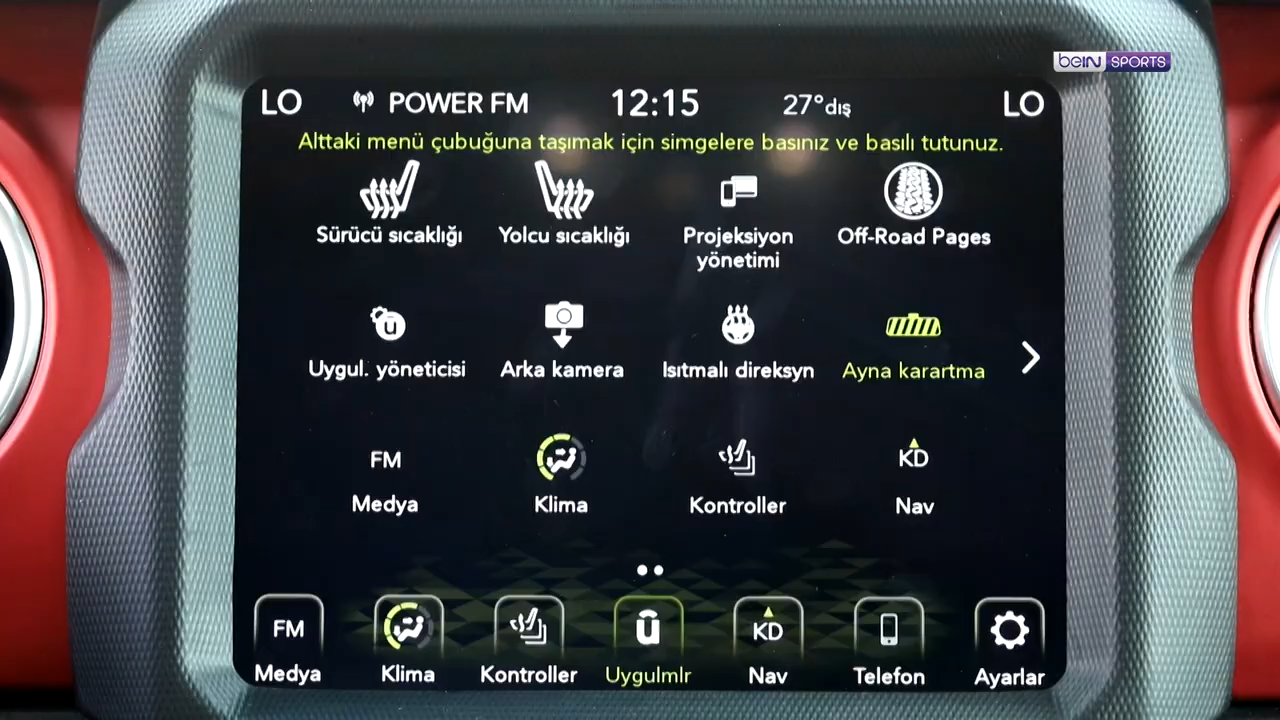 beIN SPORTS
LO POWER FM 12:15 27°dış LO
Alttaki menü çubuğuna taşımak için simgelere basınız ve basılı tutunuz.
Sürücü sıcaklığı Yolcu sıcaklığı Projeksiyon yönetimi Off-Road Pages
Uygul. yöneticisi Arka kamera Isıtmalı direksyn Ayna karartma
FM KD
Medya Klima Kontroller Nav
FM KD
Medya Klima Kontroller Uygulmlr Nav Telefon Ayarlar